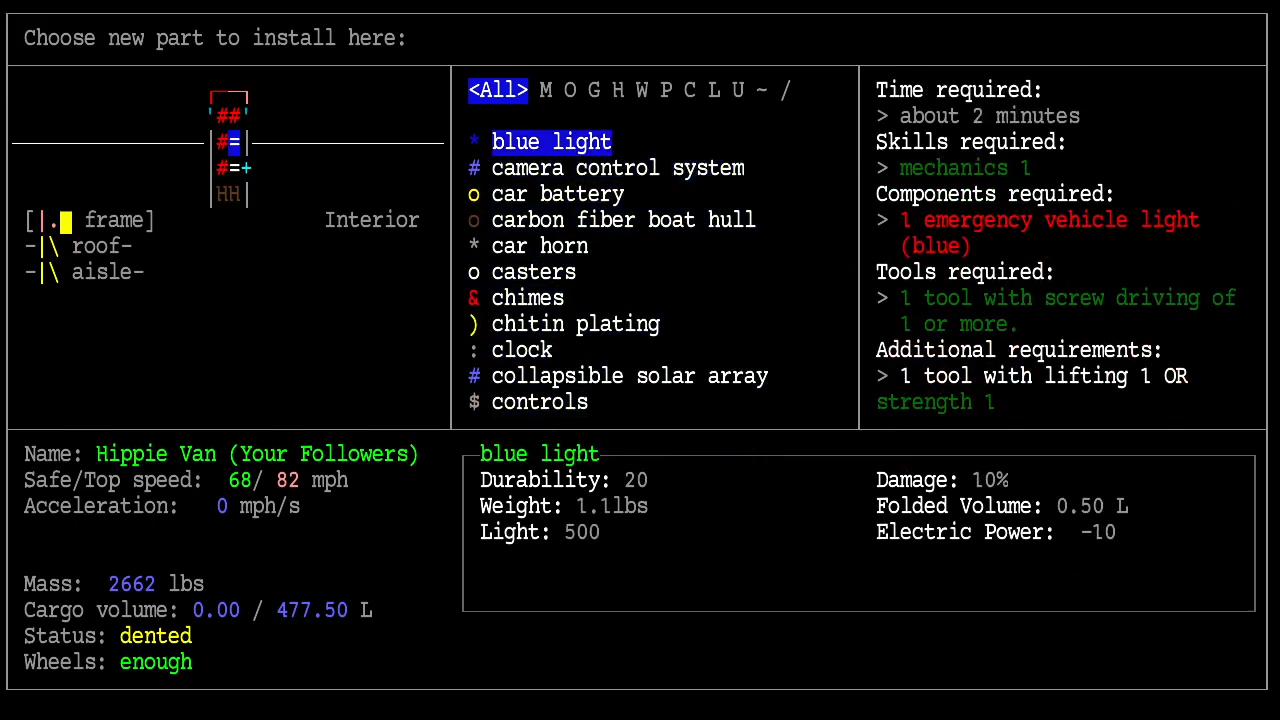 Choose new part to install here:
<All> M O G H W P C L U ~ /
##
#=
#=+
HH
[|. frame]
Interior
-|\ roof-
-|\ aisle-
* blue light
# camera control system
o car battery
o carbon fiber boat hull
* car horn
o casters
& chimes
) chitin plating
: clock
# collapsible solar array
$ controls
Time required:
> about 2 minutes
Skills required:
> mechanics 1
Components required:
> 1 emergency vehicle light
(blue)
Tools required:
> 1 tool with screw driving of
1 or more.
Additional requirements:
> 1 tool with lifting 1 OR
strength 1
Name: Hippie Van (Your Followers)
Safe/Top speed: 68/ 82 mph
Acceleration: 0 mph/s
Mass: 2662 lbs
Cargo volume: 0.00 / 477.50 L
Status: dented
Wheels: enough
blue light
Durability: 20
Weight: 1.1lbs
Light: 500
Damage: 10%
Folded Volume: 0.50 L
Electric Power: -10